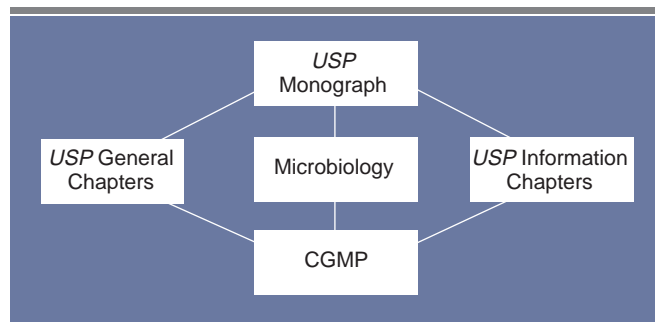 USP
Monograph
USP General
Chapters
Microbiology
USP Information
Chapters
CGMP